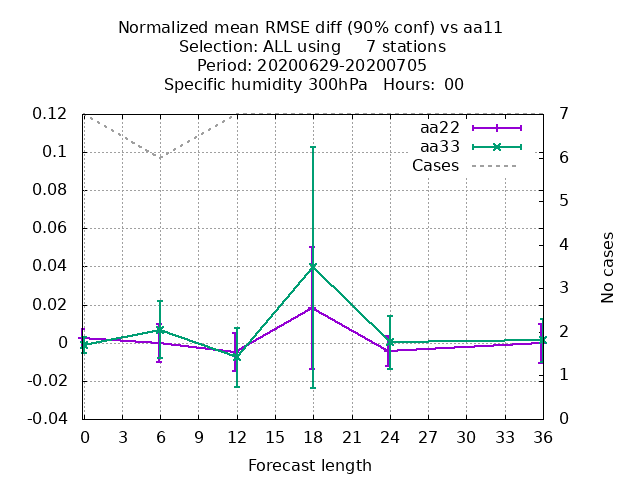 Normalized mean RMSE diff (90% conf) vs aa11
Selection: ALL using 7 stations
Period: 20200629-20200705
Specific humidity 300hPa Hours: 00
0.12
0.1
0.08
0.06
0.04
0.02
0
-0.02
-0.04
aa22
aa33
Cases
7
6
5
4
3
2
1
0
No cases
0 3 6 9 12 15 18 21 24 27 30 33 36
Forecast length